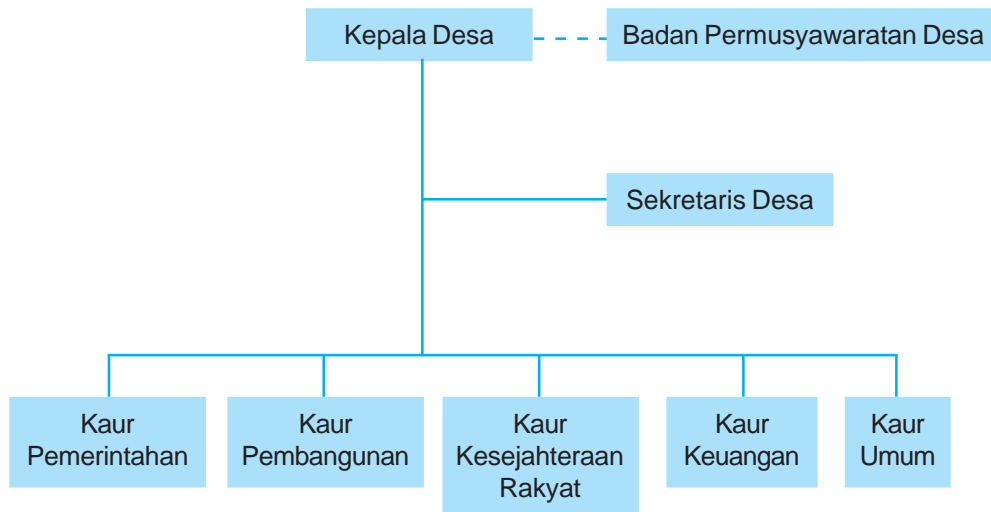 Kepala Desa
Badan Permusyawaratan Desa
Sekretaris Desa
Kaur
Pemerintahan
Kaur
Pembangunan
Kaur
Kesejahteraan
Rakyat
Kaur
Keuangan
Kaur
Umum